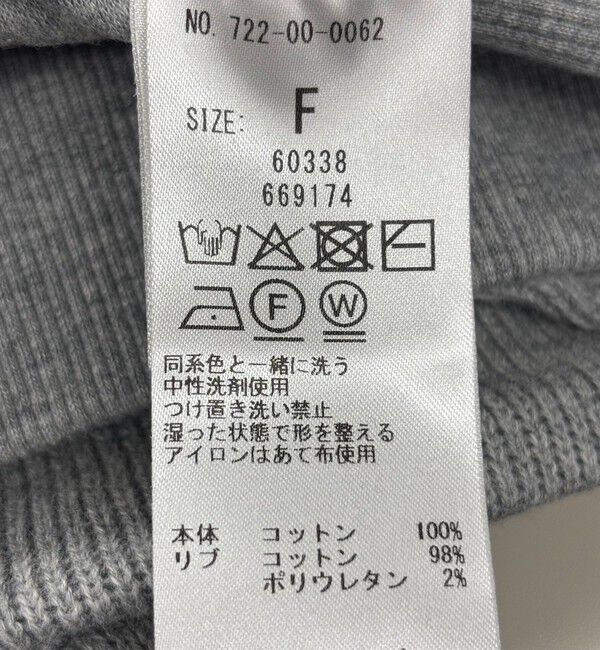 NO. 722-00-0062
SIZE: F
60338
669174
F W
同系色と一緒に洗う
中性洗剤使用
つけ置き洗い禁止
湿った状態で形を整える
アイロンはあて布使用
本体 コットン 100%
リブ コットン 98%
ポリウレタン 2%